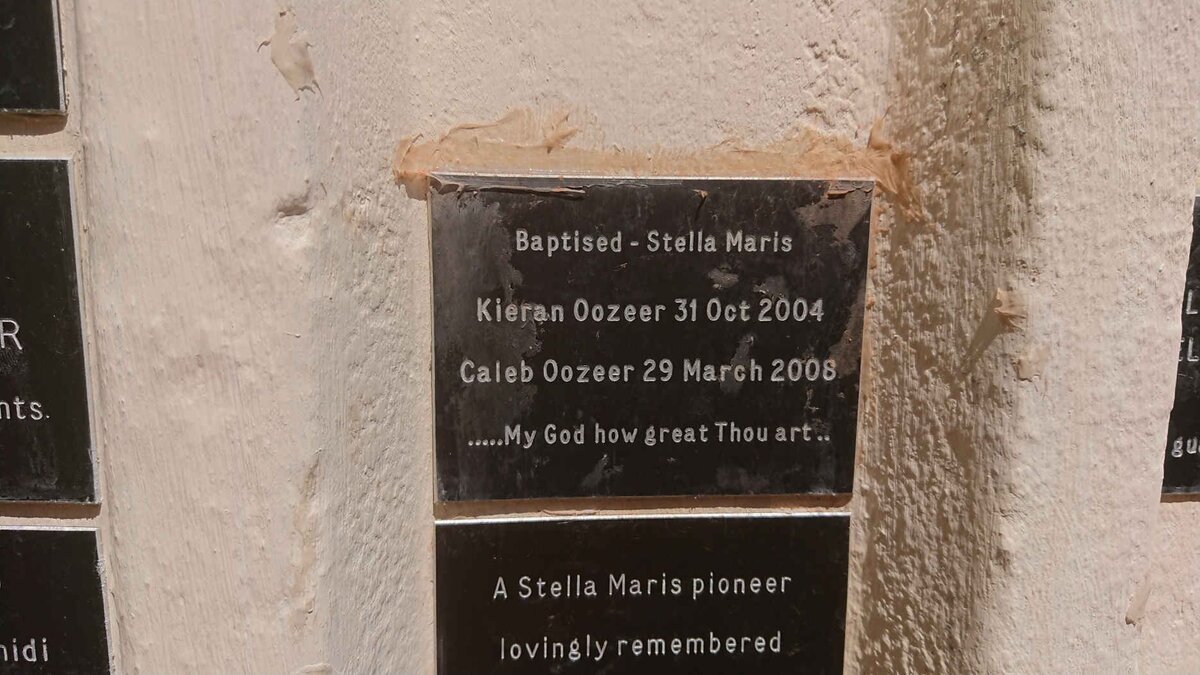 Baptised - Stella Maris
Kieran Oozeer 31 Oct 2004
Caleb Oozeer 29 March 2008
.....My God how great Thou art..
A Stella Maris pioneer
lovingly remembered